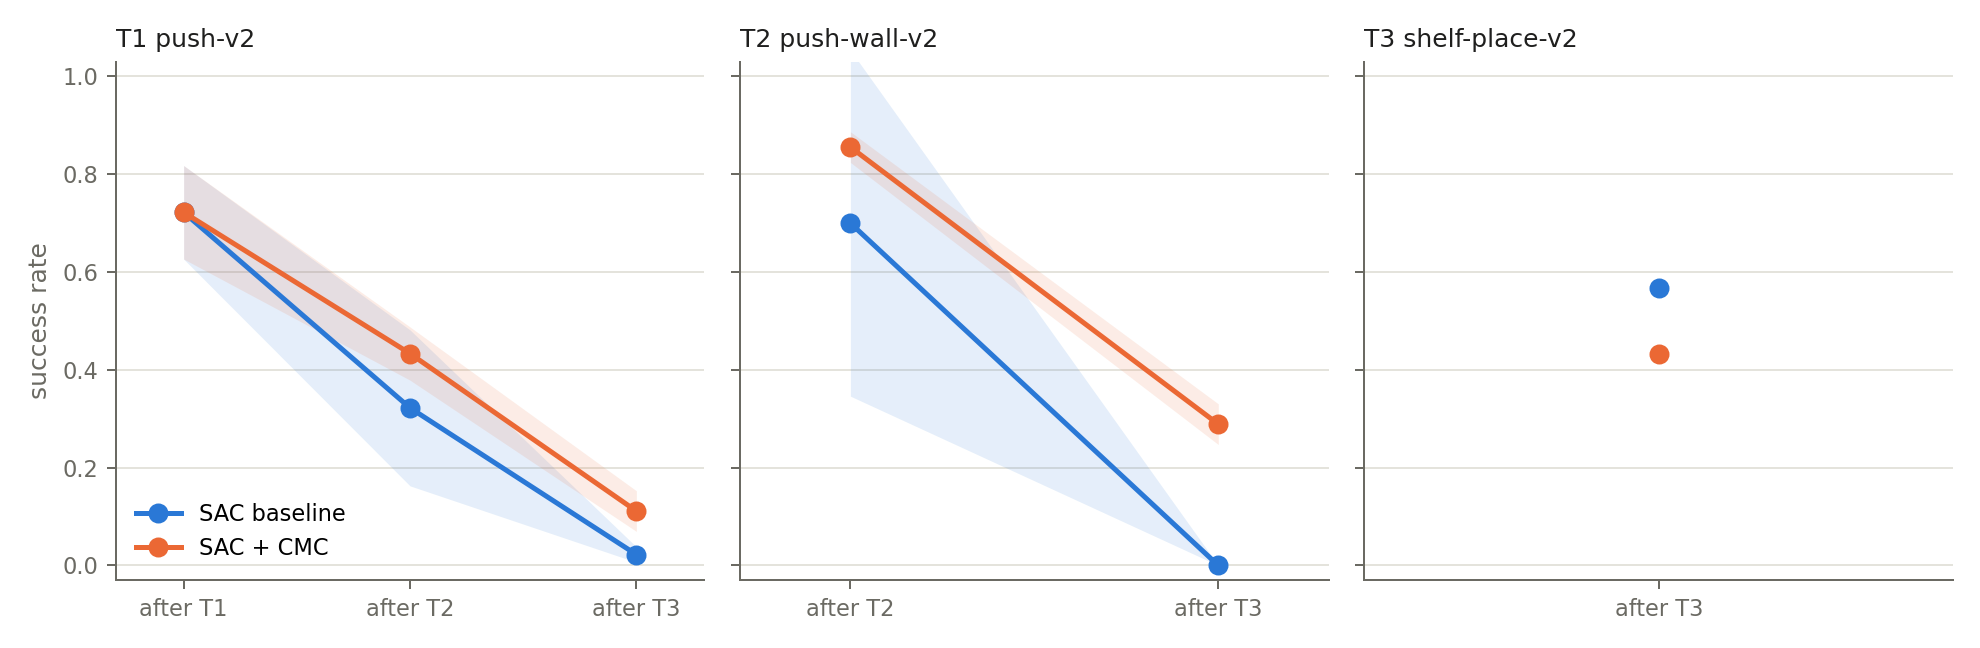 T1 push-v2
T2 push-wall-v2
T3 shelf-place-v2
success rate
1.0
0.8
0.6
0.4
0.2
0.0
SAC baseline
SAC + CMC
after T1
after T2
after T3
after T2
after T3
after T3